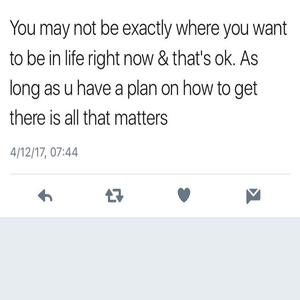 You may not be exactly where you want
to be in life right now & that's ok. As
long as u have a plan on how to get
there is all that matters
4/12/17, 07:44